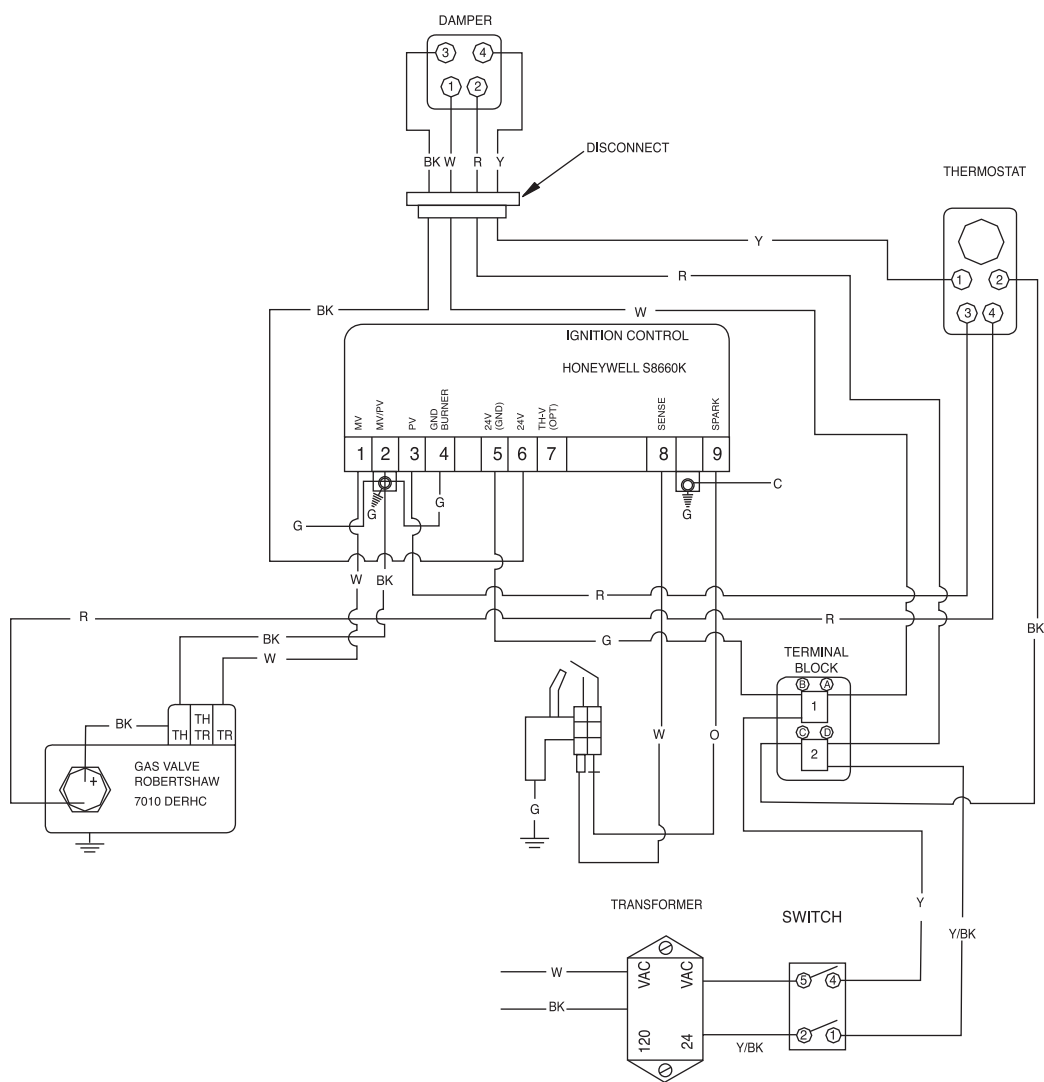 DAMPER
3 4
1 2
BK W R Y
DISCONNECT
THERMOSTAT
Y
1 2
R
BK
W
3 4
IGNITION CONTROL
HONEYWELL S8660K
MV
MV/PV
PV
GND
BURNER
24V
(GND)
24V
TH-V
(OPT)
SENSE
SPARK
1 2 3 4 5 6 7 8 9
C
G
G
G
G
W
BK
R
R
R
BK
BK
G
W
TERMINAL
BLOCK
B A
1
C D
2
BK
TH
TH TR TR
W
O
GAS VALVE
ROBERTSHAW
7010 DERHC
+
G
TRANSFORMER
SWITCH
Y
Y/BK
W
VAC VAC
5 4
BK
120 24
Y/BK
2 1